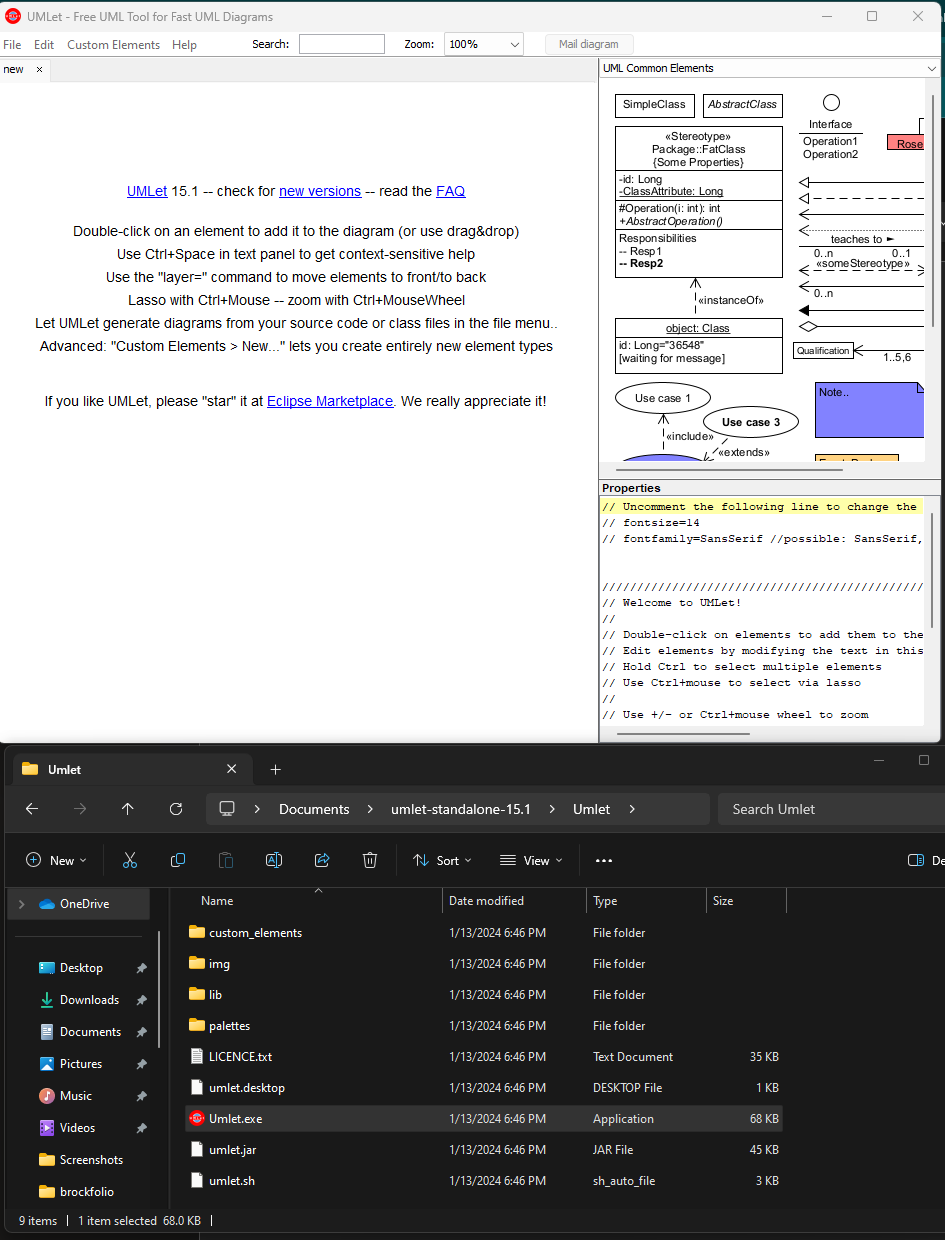 UMLet - Free UML Tool for Fast UML Diagrams
File Edit Custom Elements Help Search: Zoom: 100% Mail diagram
new ×
UMLet 15.1 -- check for new versions -- read the FAQ
Double-click on an element to add it to the diagram (or use drag&drop)
Use Ctrl+Space in text panel to get context-sensitive help
Use the "layer=" command to move elements to front/to back
Lasso with Ctrl+Mouse -- zoom with Ctrl+MouseWheel
Let UMLet generate diagrams from your source code or class files in the file menu..
Advanced: "Custom Elements > New..." lets you create entirely new element types
If you like UMLet, please "star" it at Eclipse Marketplace. We really appreciate it!
UML Common Elements
SimpleClass
AbstractClass
«Stereotype»
Package::FatClass
{Some Properties}
-id: Long
-ClassAttribute: Long
#Operation(i: int): int
+AbstractOperation()
Responsibilities
-- Resp1
-- Resp2
Interface
Operation1
Operation2
Rose
teaches to ►
0..n 0..1
«someStereotype»
0..n
«instanceOf»
object: Class
id: Long="36548"
[waiting for message]
Qualification
1..5,6
Use case 1
Use case 3
«include»
«extends»
Note..
Properties
// Uncomment the following line to change the
// fontsize=14
// fontfamily=SansSerif //possible: SansSerif,
//////////////////////////////////////////////
// Welcome to UMLet!
//
// Double-click on elements to add them to the
// Edit elements by modifying the text in this
// Hold Ctrl to select multiple elements
// Use Ctrl+mouse to select via lasso
//
// Use +/- or Ctrl+mouse wheel to zoom
Umlet
Documents > umlet-standalone-15.1 > Umlet >
Search Umlet
New Sort View ••• De
Name Date modified Type Size
custom_elements 1/13/2024 6:46 PM File folder
img 1/13/2024 6:46 PM File folder
lib 1/13/2024 6:46 PM File folder
palettes 1/13/2024 6:46 PM File folder
LICENCE.txt 1/13/2024 6:46 PM Text Document 35 KB
umlet.desktop 1/13/2024 6:46 PM DESKTOP File 1 KB
Umlet.exe 1/13/2024 6:46 PM Application 68 KB
umlet.jar 1/13/2024 6:46 PM JAR File 45 KB
umlet.sh 1/13/2024 6:46 PM sh_auto_file 3 KB
OneDrive
Desktop
Downloads
Documents
Pictures
Music
Videos
Screenshots
brockfolio
9 items 1 item selected 68.0 KB